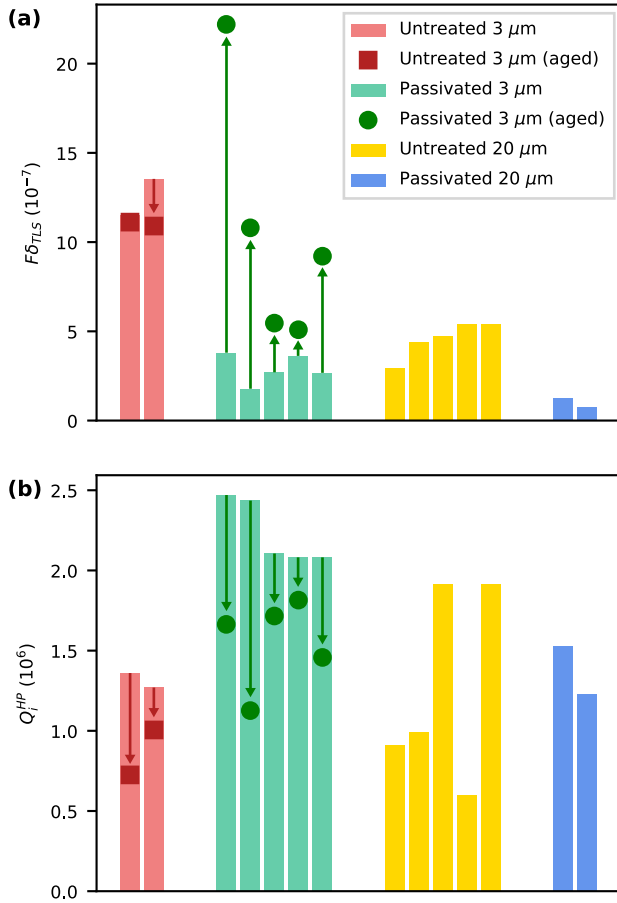 (a)
Fδ_TLS (10⁻⁷)
20
15
10
5
0
Untreated 3 μm
Untreated 3 μm (aged)
Passivated 3 μm
Passivated 3 μm (aged)
Untreated 20 μm
Passivated 20 μm
(b)
Q_i^HP (10⁶)
2.5
2.0
1.5
1.0
0.5
0.0